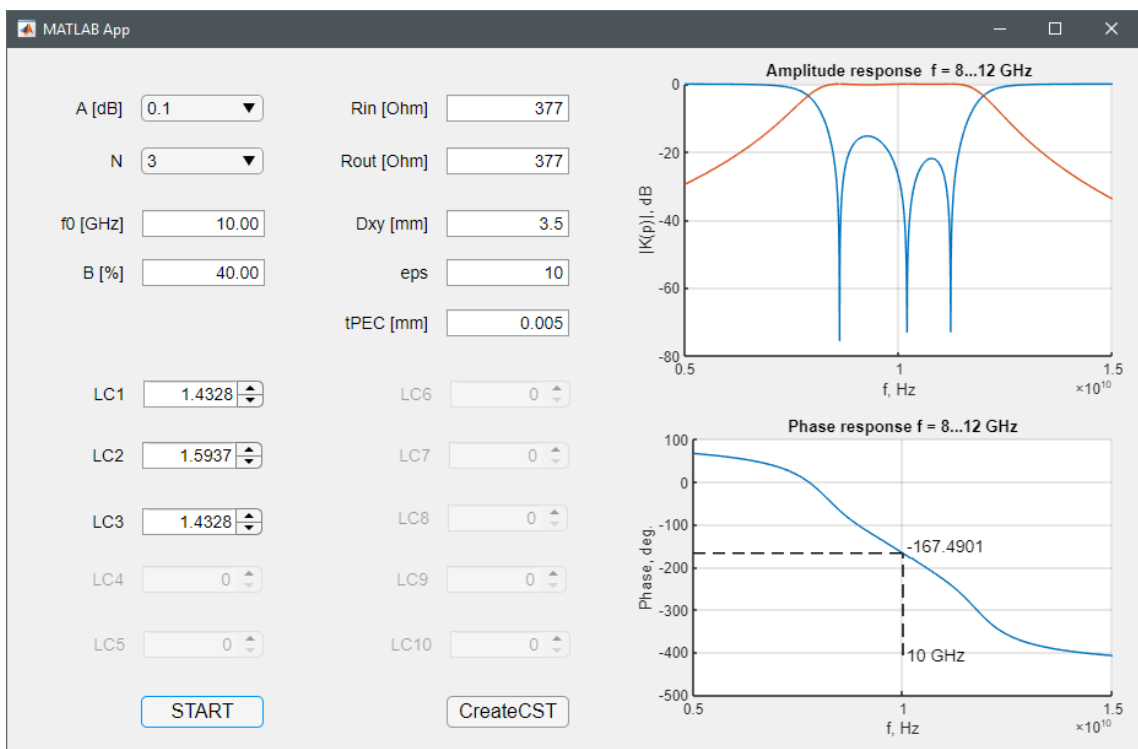 MATLAB App
A [dB] 0.1
Rin [Ohm] 377
N 3
Rout [Ohm] 377
f0 [GHz] 10.00
Dxy [mm] 3.5
B [%] 40.00
eps 10
tPEC [mm] 0.005
LC1 1.4328
LC6 0
LC2 1.5937
LC7 0
LC3 1.4328
LC8 0
LC4 0
LC9 0
LC5 0
LC10 0
START
CreateCST
Amplitude response f = 8...12 GHz
|K(p)|, dB
0
-20
-40
-60
-80
0.5 1 1.5
f, Hz
×10¹⁰
Phase response f = 8...12 GHz
Phase, deg.
100
0
-100
-167.4901
-200
-300
-400
10 GHz
-500
0.5 1 1.5
f, Hz
×10¹⁰